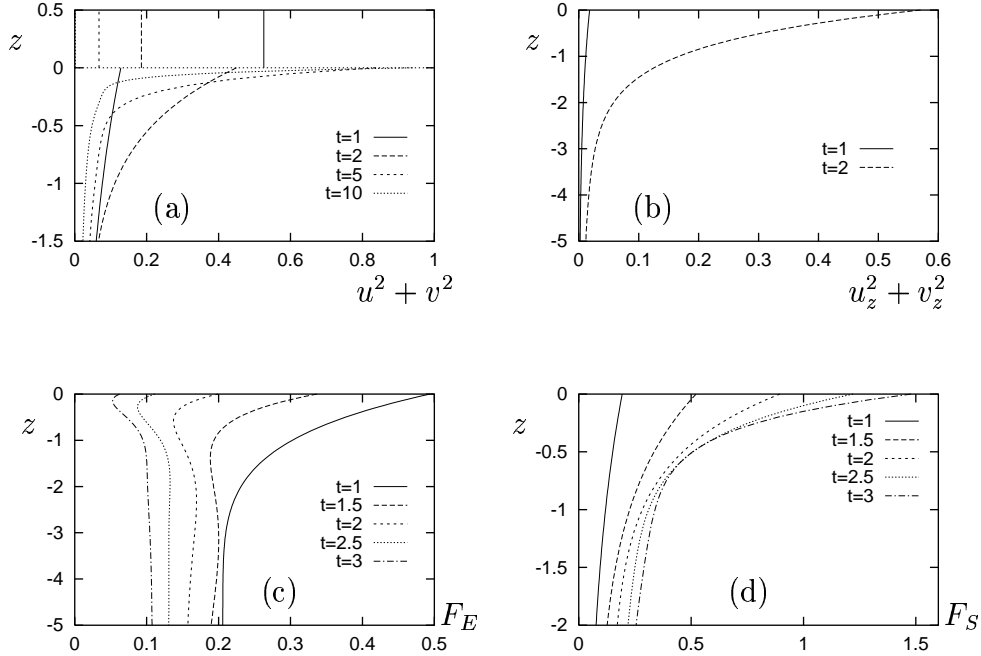 0.5
z
0
-0.5
-1
-1.5
t=1
t=2
t=5
t=10
(a)
0 0.2 0.4 0.6 0.8 1
u² + v²
0
z
-1
-2
-3
-4
-5
t=1
t=2
(b)
0 0.1 0.2 0.3 0.4 0.5 0.6
u_z² + v_z²
0
z
-1
-2
-3
-4
-5
t=1
t=1.5
t=2
t=2.5
t=3
(c)
F_E
0 0.1 0.2 0.3 0.4 0.5
0
z
-0.5
-1
-1.5
-2
t=1
t=1.5
t=2
t=2.5
t=3
(d)
F_S
0 0.5 1 1.5